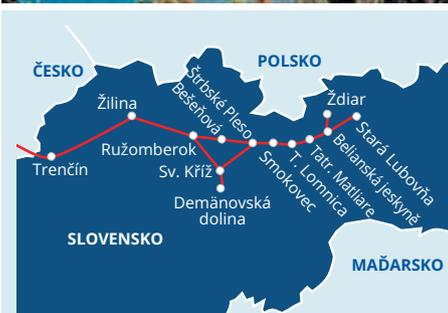 ČESKO
POLSKO
Žilina
Štrbské Pleso
Bešeňová
Ždiar
Trenčín
Ružomberok
Sv. Kříž
Demänovská
dolina
Smokovec
T. Lomnica
Tatr. Matliare
Belianská jeskyně
Stará Ľubovňa
SLOVENSKO
MAĎARSKO